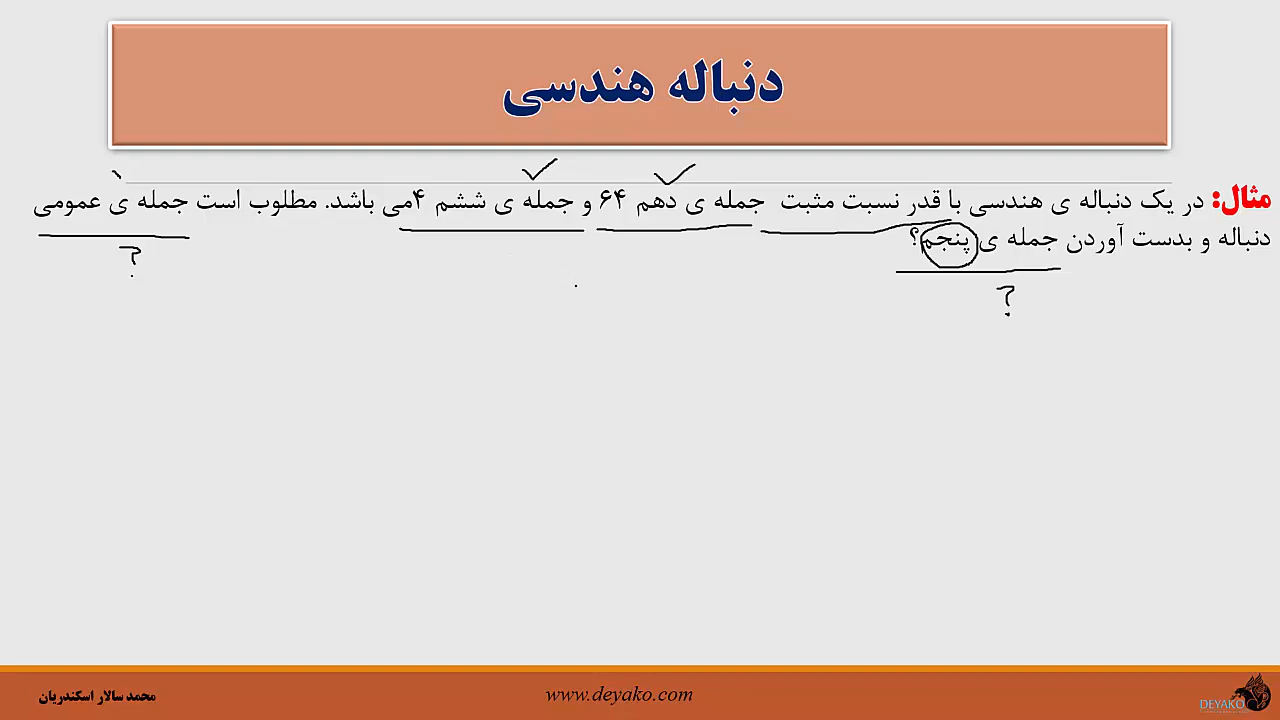 دنباله هندسی
مثال: در یک دنباله ی هندسی با قدر نسبت مثبت جمله ی دهم ۶۴ و جمله ی ششم ۴می باشد. مطلوب است جمله ی عمومی
دنباله و بدست آوردن جمله ی پنجم؟
?
?
محمد سالار اسکندریان
www.deyako.com
DEYAKO